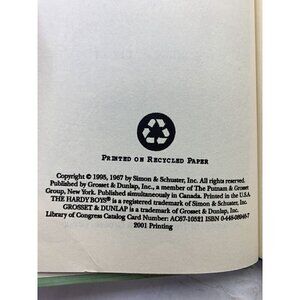 PRINTED ON RECYCLED PAPER
Copyright © 1995, 1967 by Simon & Schuster, Inc. All rights reserved.
Published by Grosset & Dunlap, Inc., a member of The Putnam & Grosset
Group, New York. Published simultaneously in Canada. Printed in the U.S.A
THE HARDY BOYS® is a registered trademark of Simon & Schuster, Inc.
GROSSET & DUNLAP is a trademark of Grosset & Dunlap, Inc.
Library of Congress Catalog Card Number: AC67-10521 ISBN 0-448-08946-7
2001 Printing